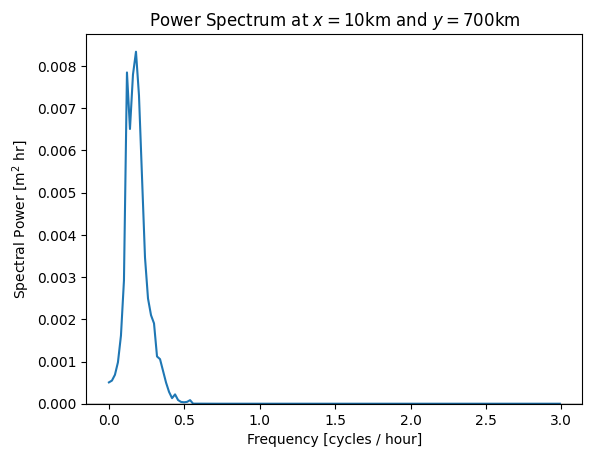 Power Spectrum at x = 10km and y = 700km
Spectral Power [m² hr]
0.008
0.007
0.006
0.005
0.004
0.003
0.002
0.001
0.000
0.0 0.5 1.0 1.5 2.0 2.5 3.0
Frequency [cycles / hour]